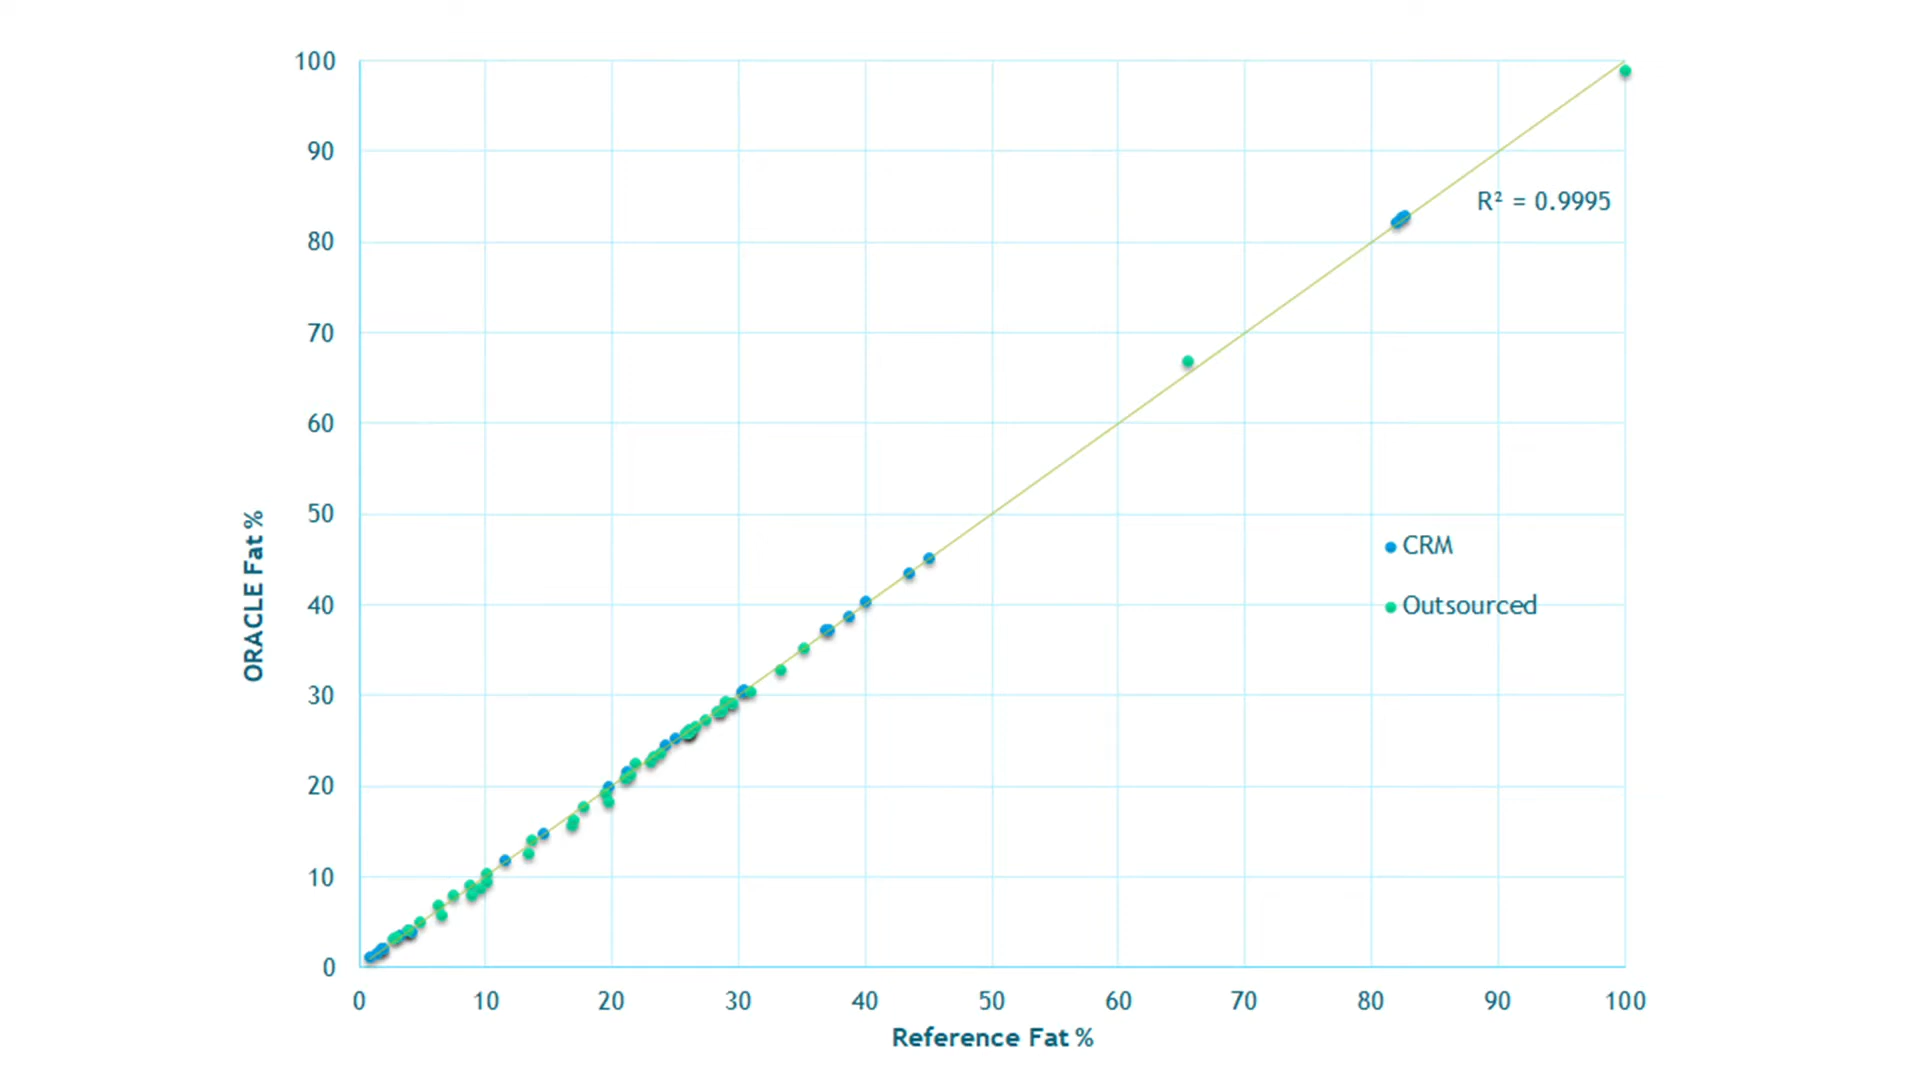 100
90
R² = 0.9995
80
70
60
50
CRM
Outsourced
40
30
20
10
0
ORACLE Fat %
0 10 20 30 40 50 60 70 80 90 100
Reference Fat %